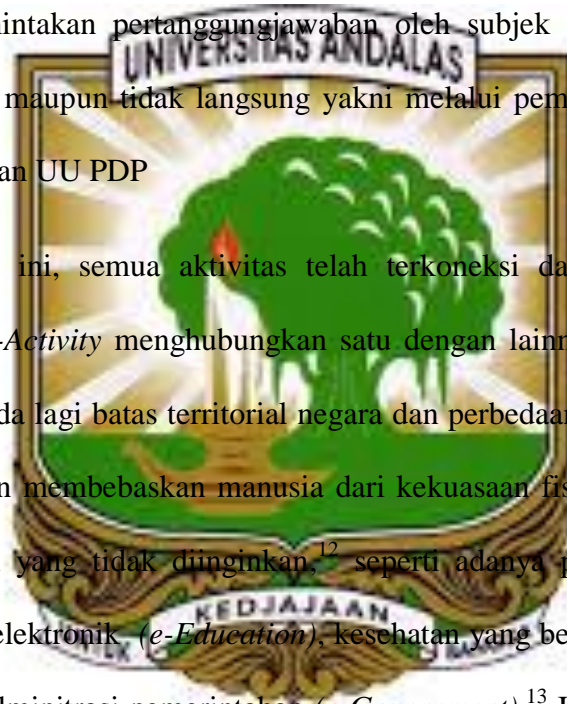 mintakan pertanggungjawaban oleh subjek
UNIVERSITAS ANDALAS
maupun tidak langsung yakni melalui pem
an UU PDP
ini, semua aktivitas telah terkoneksi da
-Activity menghubungkan satu dengan lainn
da lagi batas territorial negara dan perbedaan
n membebaskan manusia dari kekuasaan fis
yang tidak diinginkan,12 seperti adanya p
KEDJAJAAN
elektronik (e-Education), kesehatan yang be